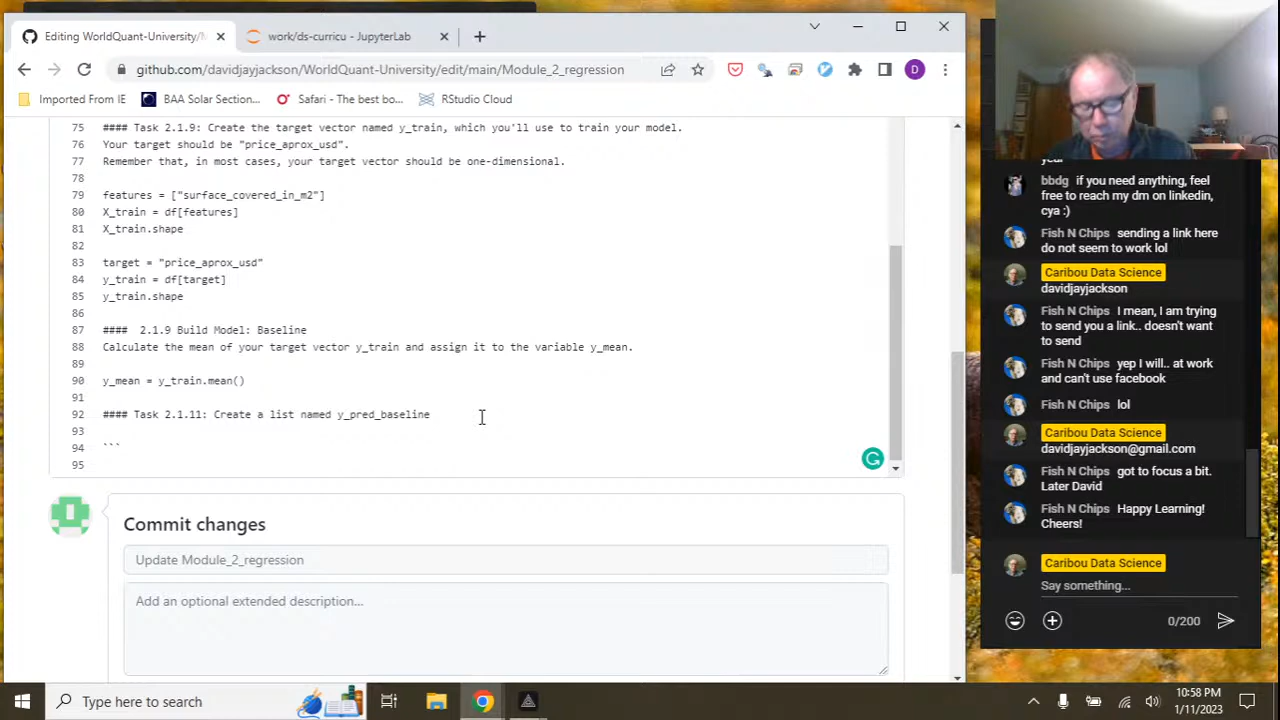 Editing WorldQuant-University/M
work/ds-curricu - JupyterLab
github.com/davidjayjackson/WorldQuant-University/edit/main/Module_2_regression
D
Imported From IE
BAA Solar Section...
Safari - The best bo...
RStudio Cloud
75 #### Task 2.1.9: Create the target vector named y_train, which you'll use to train your model.
76 Your target should be "price_aprox_usd".
77 Remember that, in most cases, your target vector should be one-dimensional.
78
79 features = ["surface_covered_in_m2"]
80 X_train = df[features]
81 X_train.shape
82
83 target = "price_aprox_usd"
84 y_train = df[target]
85 y_train.shape
86
87 ####  2.1.9 Build Model: Baseline
88 Calculate the mean of your target vector y_train and assign it to the variable y_mean.
89
90 y_mean = y_train.mean()
91
92 #### Task 2.1.11: Create a list named y_pred_baseline
93
94 ```
95
Commit changes
Update Module_2_regression
Add an optional extended description...
year
bbdg if you need anything, feel
free to reach my dm on linkedin,
cya :)
Fish N Chips sending a link here
do not seem to work lol
Caribou Data Science
davidjayjackson
Fish N Chips I mean, I am trying
to send you a link.. doesn't want
to send
Fish N Chips yep I will.. at work
and can't use facebook
Fish N Chips lol
Caribou Data Science
davidjayjackson@gmail.com
Fish N Chips got to focus a bit.
Later David
Fish N Chips Happy Learning!
Cheers!
Caribou Data Science
Say something...
0/200
Type here to search
10:58 PM
1/11/2023